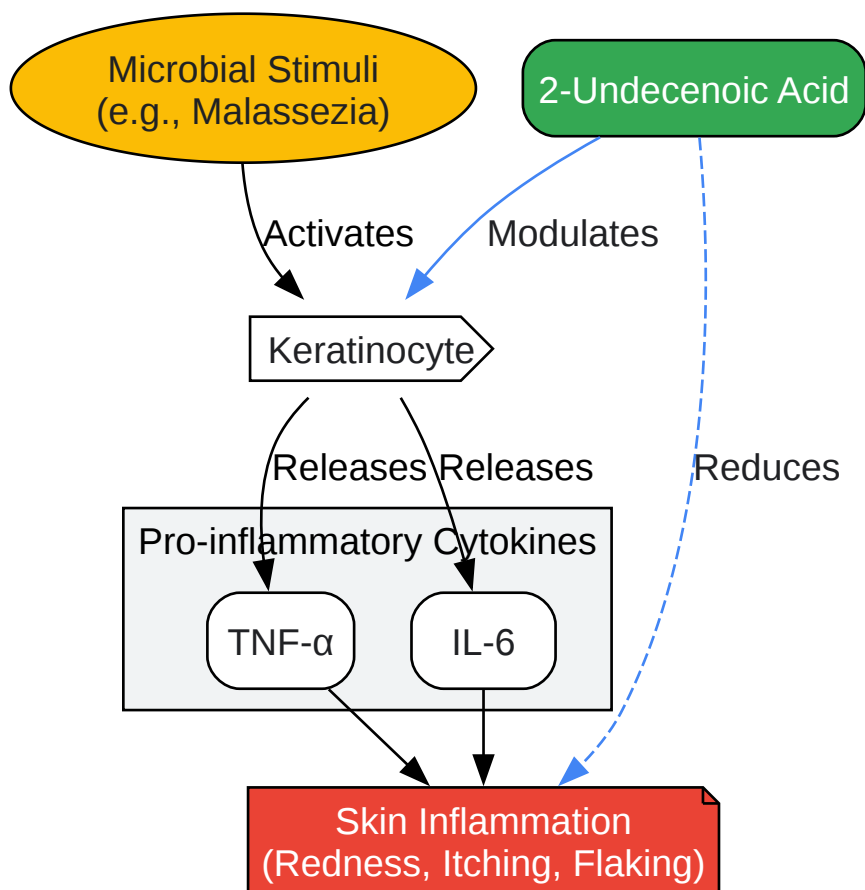 Microbial Stimuli
(e.g., Malassezia)
2-Undecenoic Acid
Activates
Modulates
Keratinocyte
Releases
Releases
Reduces
Pro-inflammatory Cytokines
TNF-α
IL-6
Skin Inflammation
(Redness, Itching, Flaking)